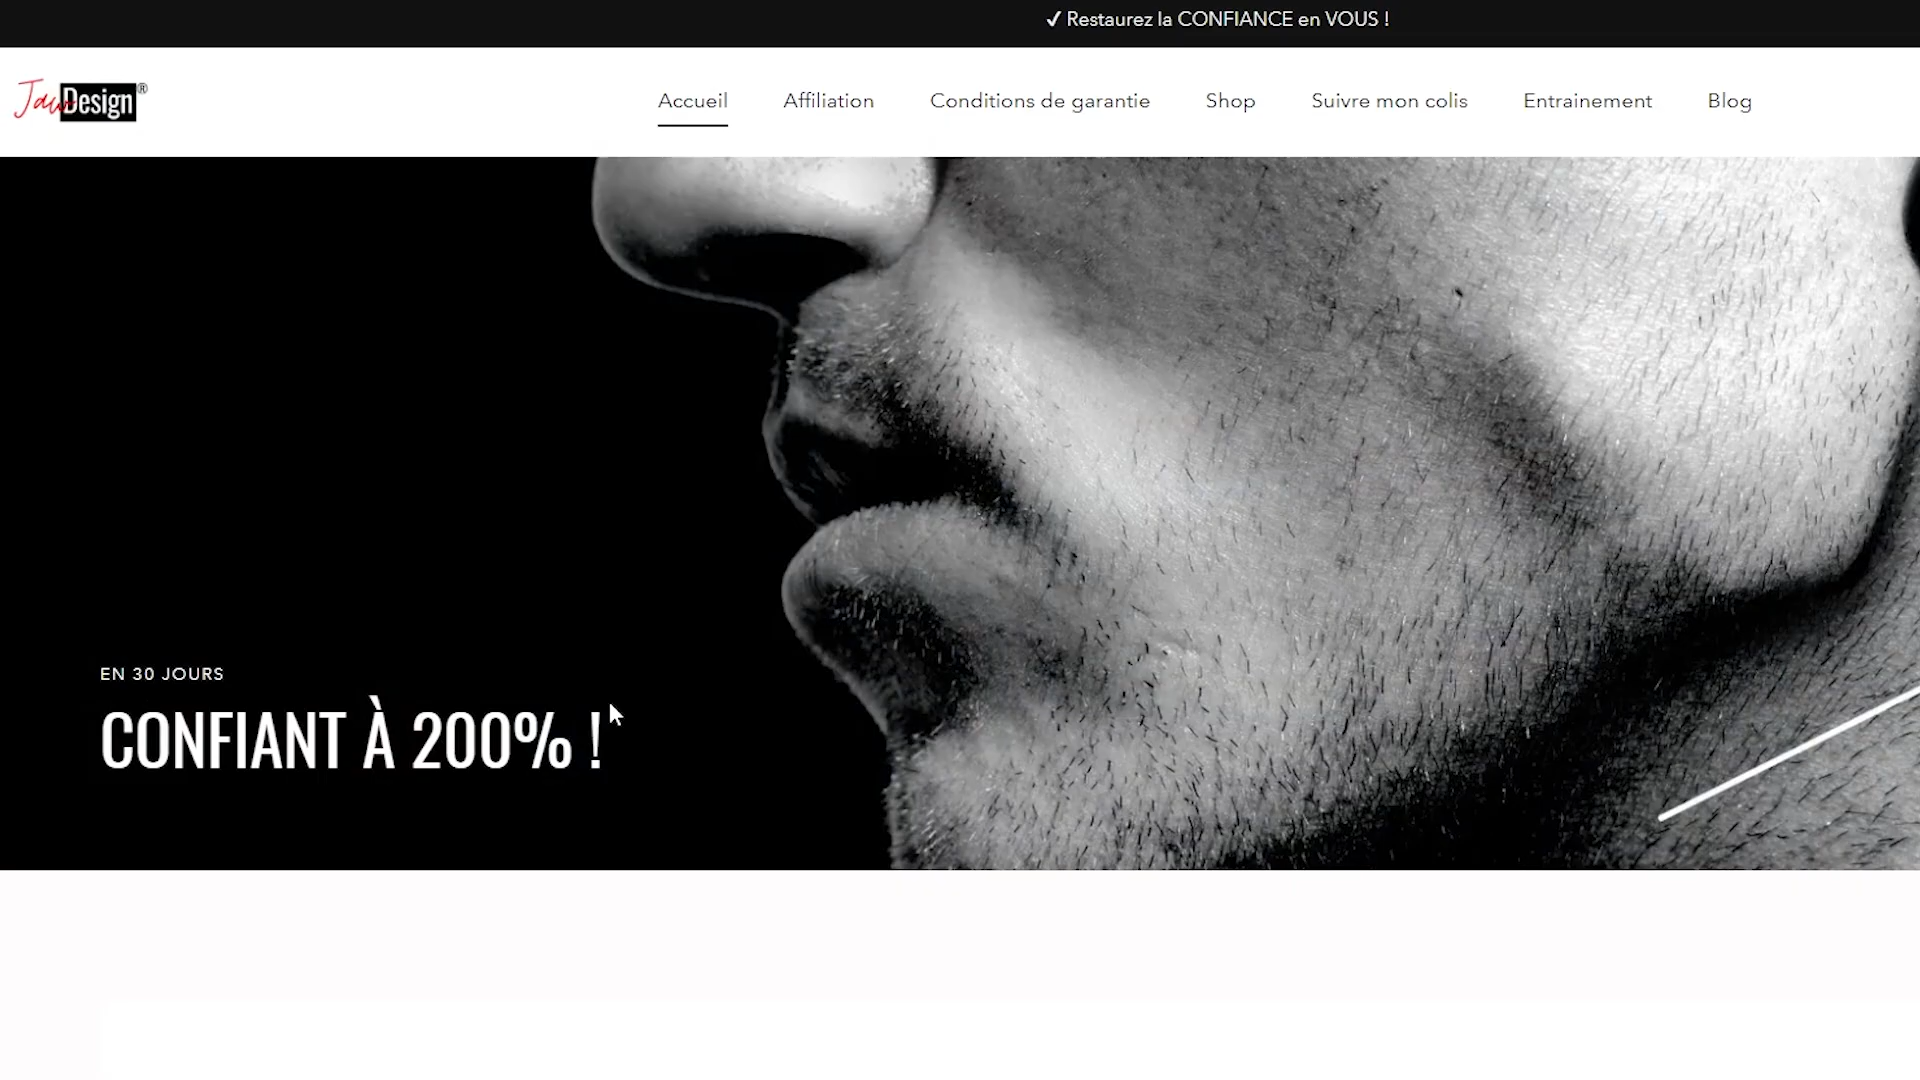 ✓ Restaurez la CONFIANCE en VOUS !
JawDesign®
Accueil
Affiliation
Conditions de garantie
Shop
Suivre mon colis
Entrainement
Blog
EN 30 JOURS
CONFIANT À 200% !